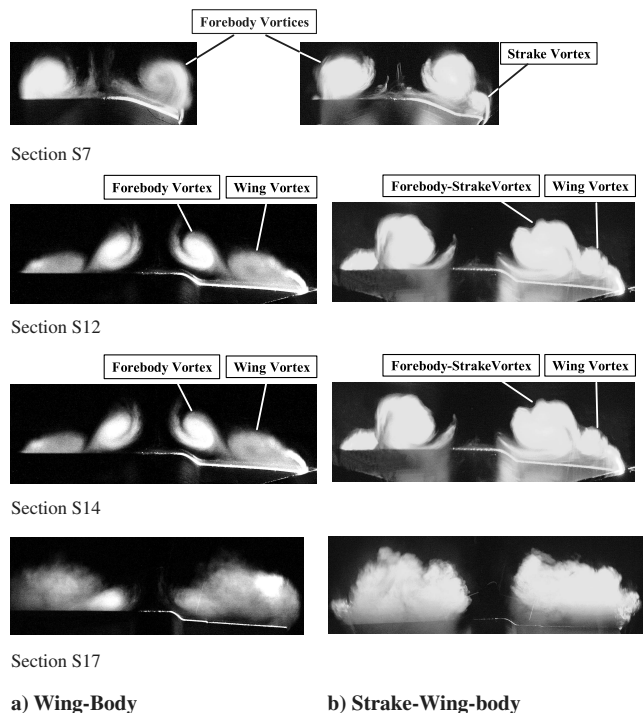 Forebody Vortices
Strake Vortex
Section S7
Forebody Vortex
Wing Vortex
Forebody-StrakeVortex
Wing Vortex
Section S12
Forebody Vortex
Wing Vortex
Forebody-StrakeVortex
Wing Vortex
Section S14
Section S17
a) Wing-Body
b) Strake-Wing-body